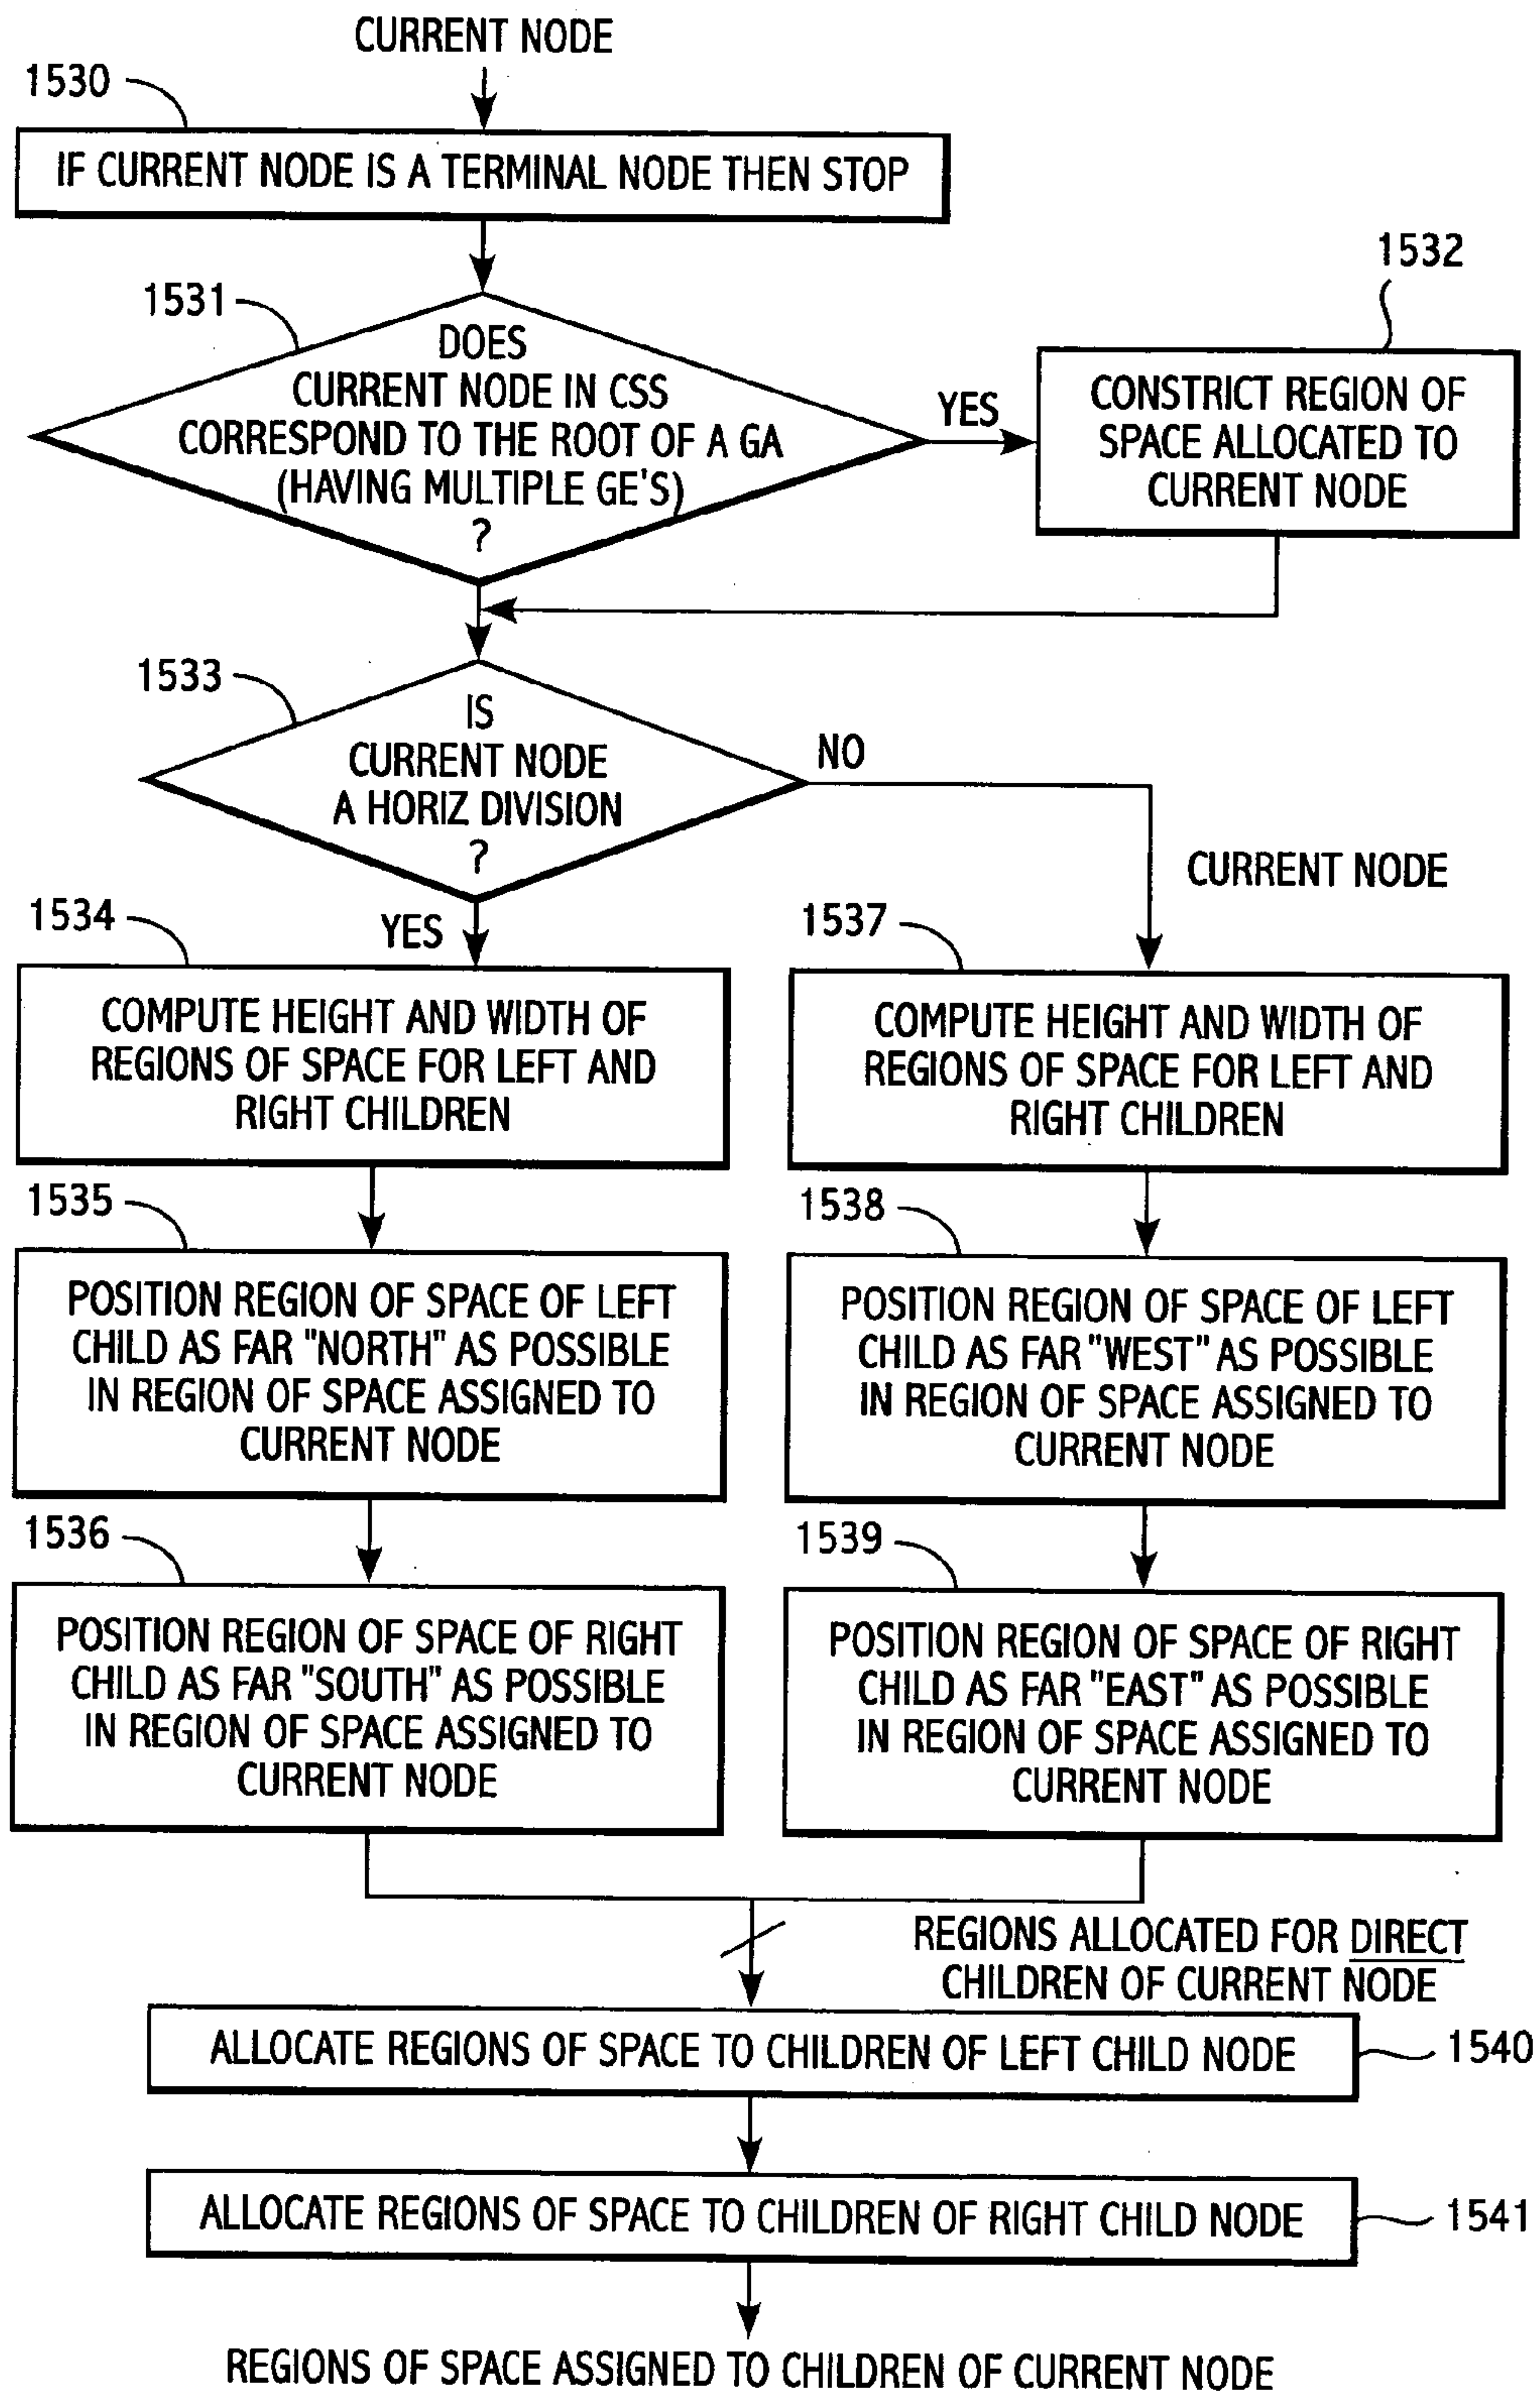 CURRENT NODE
1530
IF CURRENT NODE IS A TERMINAL NODE THEN STOP
1531
DOES
CURRENT NODE IN CSS
CORRESPOND TO THE ROOT OF A GA
(HAVING MULTIPLE GE'S)
?
YES
1532
CONSTRICT REGION OF
SPACE ALLOCATED TO
CURRENT NODE
1533
IS
CURRENT NODE
A HORIZ DIVISION
?
NO
CURRENT NODE
YES
1534
COMPUTE HEIGHT AND WIDTH OF
REGIONS OF SPACE FOR LEFT AND
RIGHT CHILDREN
1537
COMPUTE HEIGHT AND WIDTH OF
REGIONS OF SPACE FOR LEFT AND
RIGHT CHILDREN
1535
POSITION REGION OF SPACE OF LEFT
CHILD AS FAR "NORTH" AS POSSIBLE
IN REGION OF SPACE ASSIGNED TO
CURRENT NODE
1538
POSITION REGION OF SPACE OF LEFT
CHILD AS FAR "WEST" AS POSSIBLE
IN REGION OF SPACE ASSIGNED TO
CURRENT NODE
1536
POSITION REGION OF SPACE OF RIGHT
CHILD AS FAR "SOUTH" AS POSSIBLE
IN REGION OF SPACE ASSIGNED TO
CURRENT NODE
1539
POSITION REGION OF SPACE OF RIGHT
CHILD AS FAR "EAST" AS POSSIBLE
IN REGION OF SPACE ASSIGNED TO
CURRENT NODE
REGIONS ALLOCATED FOR DIRECT
CHILDREN OF CURRENT NODE
ALLOCATE REGIONS OF SPACE TO CHILDREN OF LEFT CHILD NODE
1540
ALLOCATE REGIONS OF SPACE TO CHILDREN OF RIGHT CHILD NODE
1541
REGIONS OF SPACE ASSIGNED TO CHILDREN OF CURRENT NODE